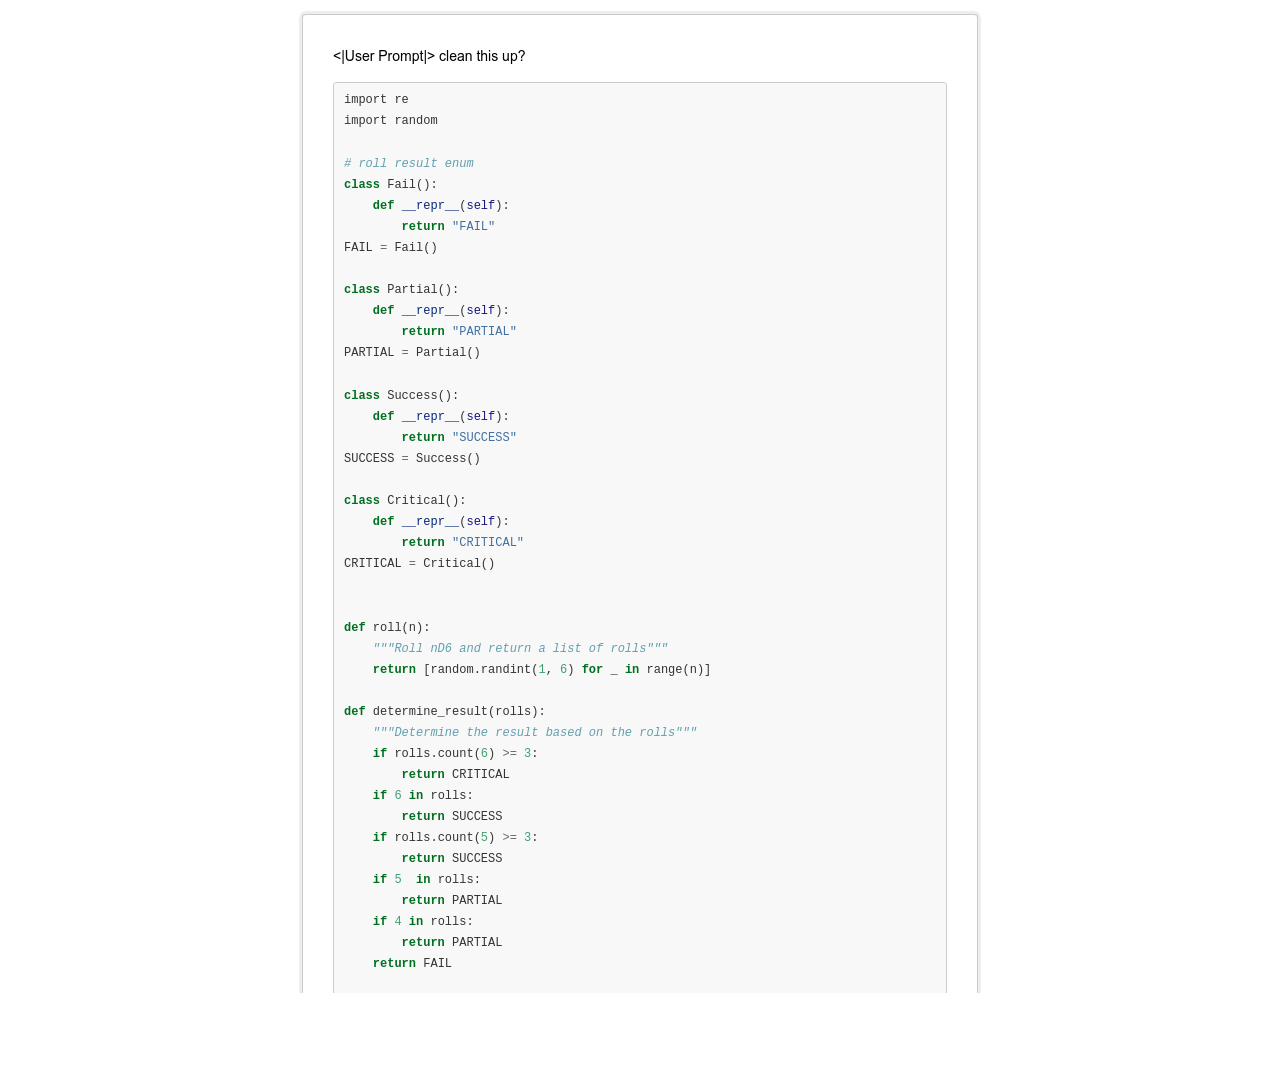 <|User Prompt|> clean this up?
import re
import random
# roll result enum
class Fail():
    def __repr__(self):
        return "FAIL"
FAIL = Fail()
class Partial():
    def __repr__(self):
        return "PARTIAL"
PARTIAL = Partial()
class Success():
    def __repr__(self):
        return "SUCCESS"
SUCCESS = Success()
class Critical():
    def __repr__(self):
        return "CRITICAL"
CRITICAL = Critical()
def roll(n):
    """Roll nD6 and return a list of rolls"""
    return [random.randint(1, 6) for _ in range(n)]
def determine_result(rolls):
    """Determine the result based on the rolls"""
    if rolls.count(6) >= 3:
        return CRITICAL
    if 6 in rolls:
        return SUCCESS
    if rolls.count(5) >= 3:
        return SUCCESS
    if 5  in rolls:
        return PARTIAL
    if 4 in rolls:
        return PARTIAL
    return FAIL